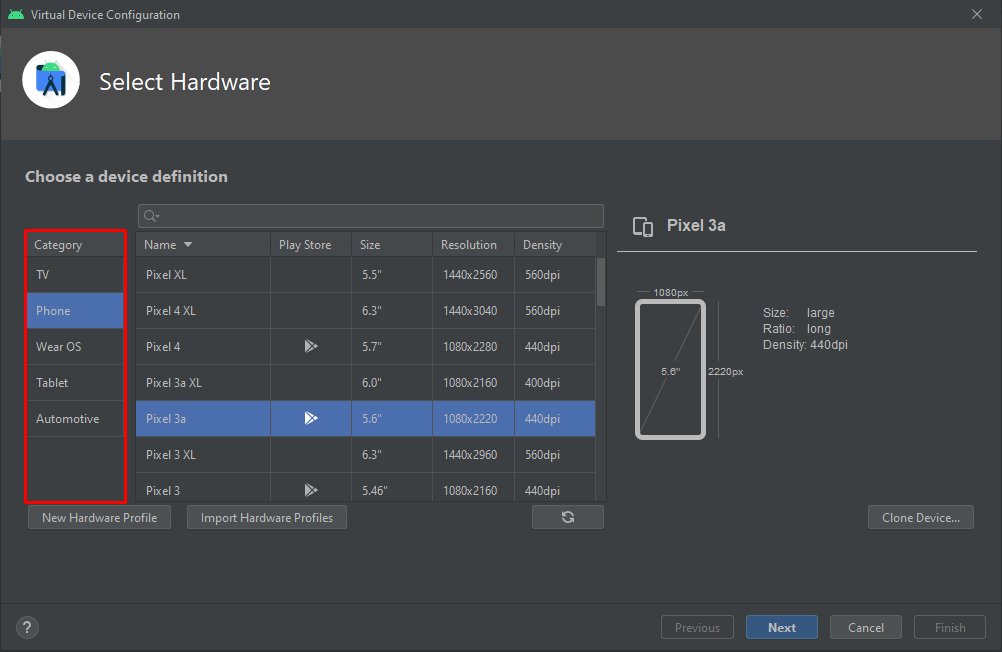 Virtual Device Configuration
Select Hardware
Choose a device definition
Category
TV
Phone
Wear OS
Tablet
Automotive
Name Play Store Size Resolution Density
Pixel XL 5.5" 1440x2560 560dpi
Pixel 4 XL 6.3" 1440x3040 560dpi
Pixel 4 5.7" 1080x2280 440dpi
Pixel 3a XL 6.0" 1080x2160 400dpi
Pixel 3a 5.6" 1080x2220 440dpi
Pixel 3 XL 6.3" 1440x2960 560dpi
Pixel 3 5.46" 1080x2160 440dpi
New Hardware Profile Import Hardware Profiles
Pixel 3a
1080px
5.6"
2220px
Size: large
Ratio: long
Density: 440dpi
Clone Device...
? Previous Next Cancel Finish